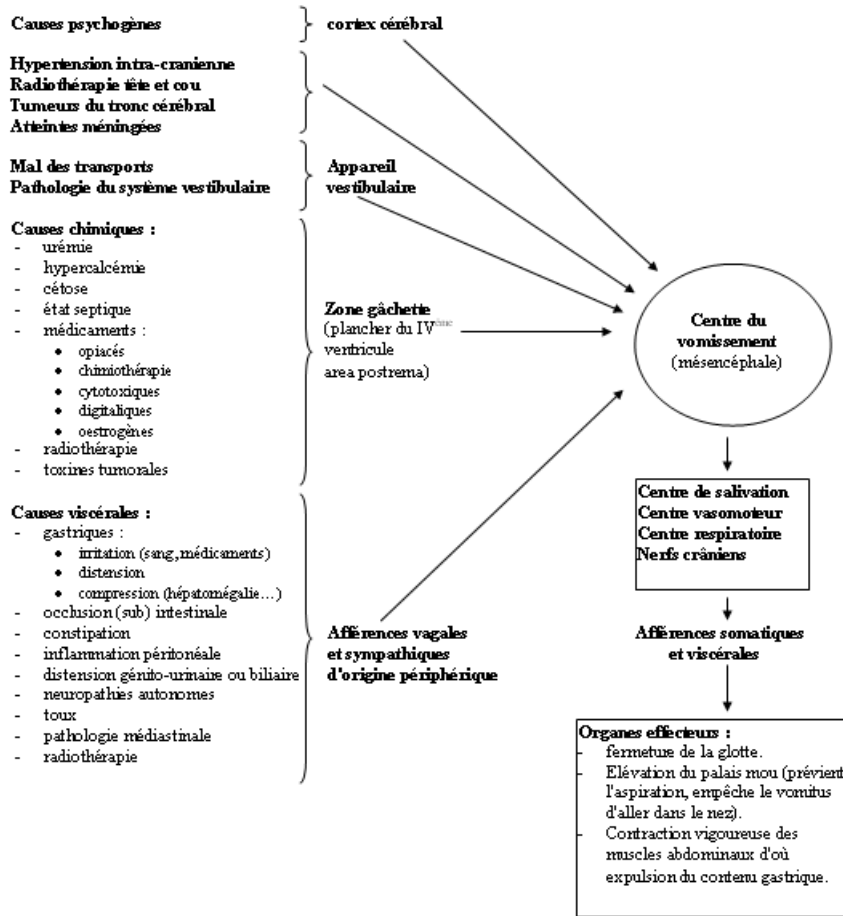 Causes psychogènes
cortex cérébral
Hypertension intra-cranienne
Radiothérapie tête et cou
Tumeurs du tronc cérébral
Atteintes méningées
Mal des transports
Pathologie du système vestibulaire
Appareil
vestibulaire
Causes chimiques :
- urémie
- hypercalcémie
- cétose
- état septique
- médicaments :
• opiacés
• chimiothérapie
• cytotoxiques
• digitaliques
• oestrogènes
- radiothérapie
- toxines tumorales
Zone gâchette
(plancher du IVème
ventricule
area postrema)
Causes viscérales :
- gastriques :
• irritation (sang, médicaments)
• distension
• compression (hépatomégalie...)
- occlusion (sub) intestinale
- constipation
- inflammation péritonéale
- distension génito-urinaire ou biliaire
- neuropathies autonomes
- toux
- pathologie médiastinale
- radiothérapie
Afférences vagales
et sympathiques
d'origine périphérique
Centre du
vomissement
(mésencéphale)
Centre de salivation
Centre vasomoteur
Centre respiratoire
Nerfs crâniens
Afférences somatiques
et viscérales
Organes effecteurs :
- fermeture de la glotte.
- Elévation du palais mou (prévient
l'aspiration, empêche le vomitus
d'aller dans le nez).
- Contraction vigoureuse des
muscles abdominaux d'où
expulsion du contenu gastrique.